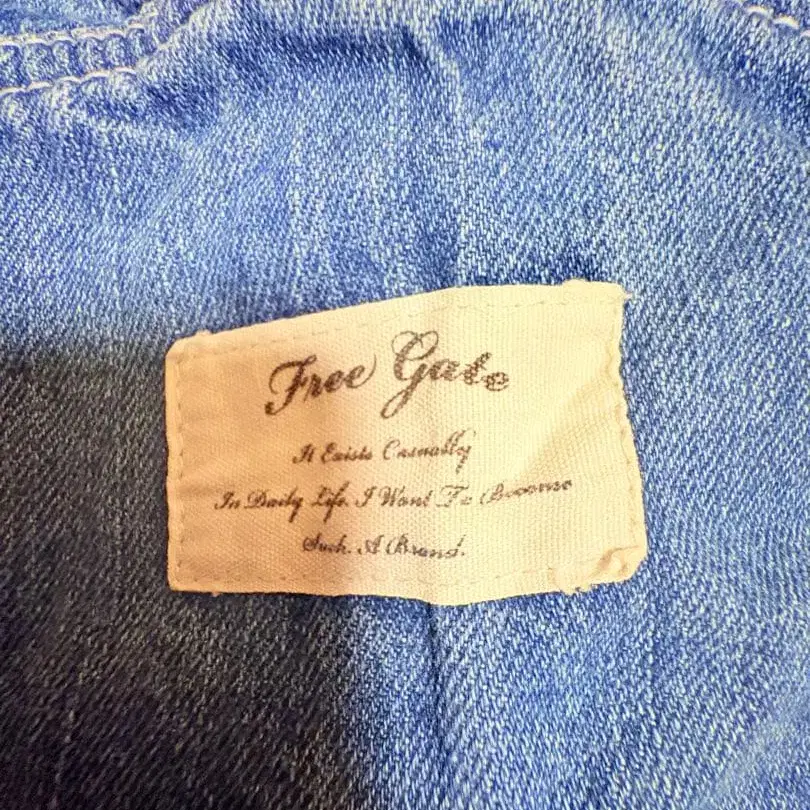 Free Gate
It Exists Casually
In Daily Life. I Want To Become
Such. A Brand.